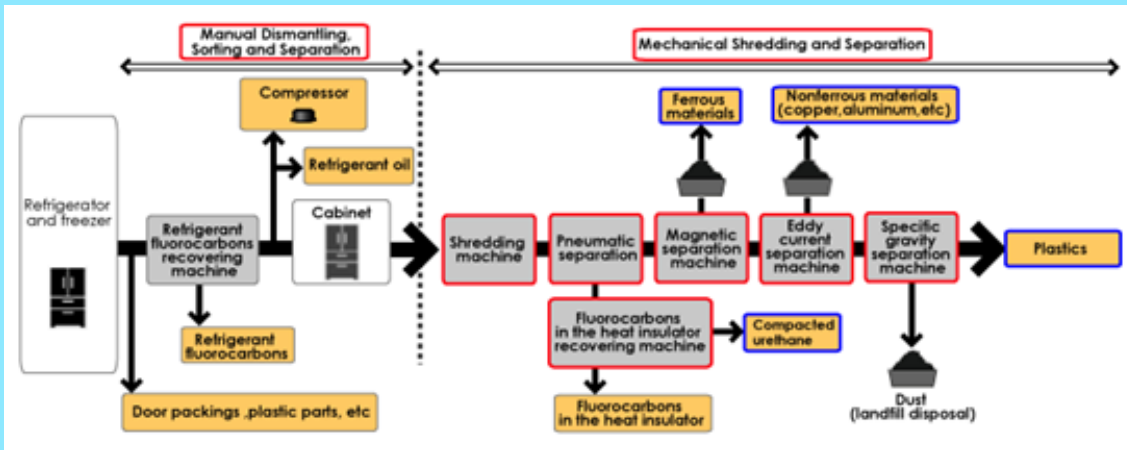 Manual Dismantling,
Sorting and Separation
Mechanical Shredding and Separation
Compressor
Refrigerant oil
Refrigerator
and freezer
Refrigerant
fluorocarbons
recovering
machine
Cabinet
Refrigerant
fluorocarbons
Door packings ,plastic parts, etc
Ferrous
materials
Nonferrous materials
(copper,aluminum,etc)
Shredding
machine
Pneumatic
separation
Magnetic
separation
machine
Eddy
current
separation
machine
Specific
gravity
separation
machine
Plastics
Fluorocarbons
in the heat insulator
recovering machine
Compacted
urethane
Fluorocarbons
in the heat insulator
Dust
(landfill disposal)